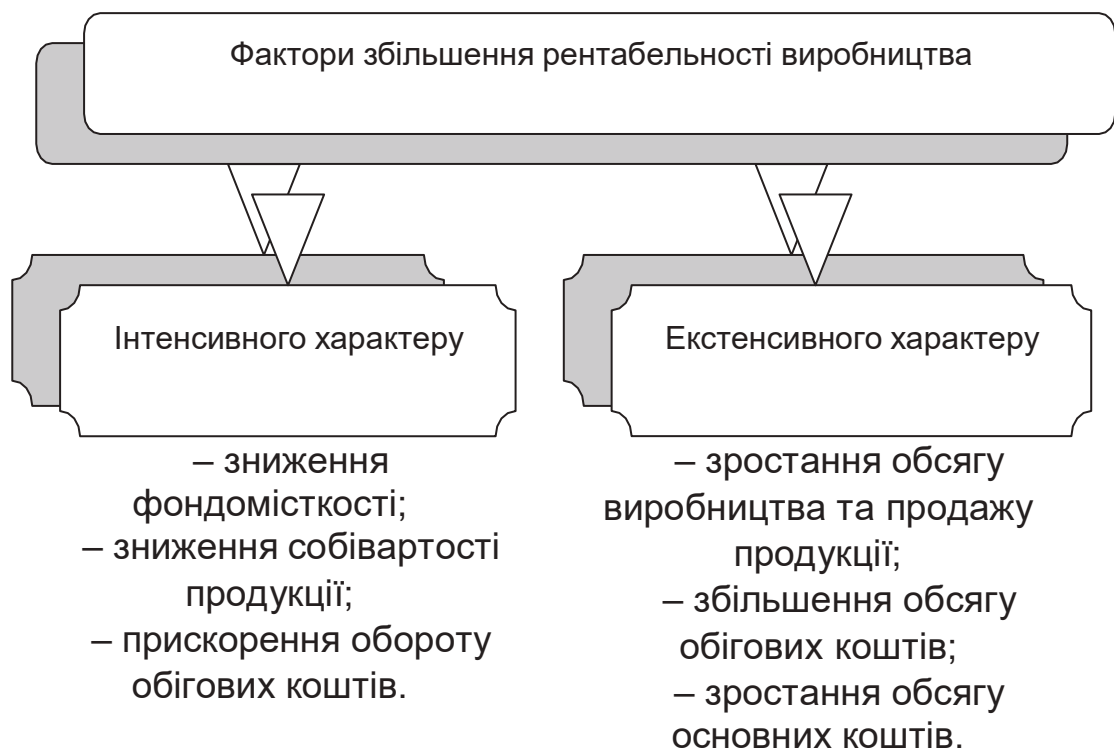 Фактори збільшення рентабельності виробництва
Інтенсивного характеру
– зниження
фондомісткості;
– зниження собівартості
продукції;
– прискорення обороту
обігових коштів.
Екстенсивного характеру
– зростання обсягу
виробництва та продажу
продукції;
– збільшення обсягу
обігових коштів;
– зростання обсягу
основних коштів.